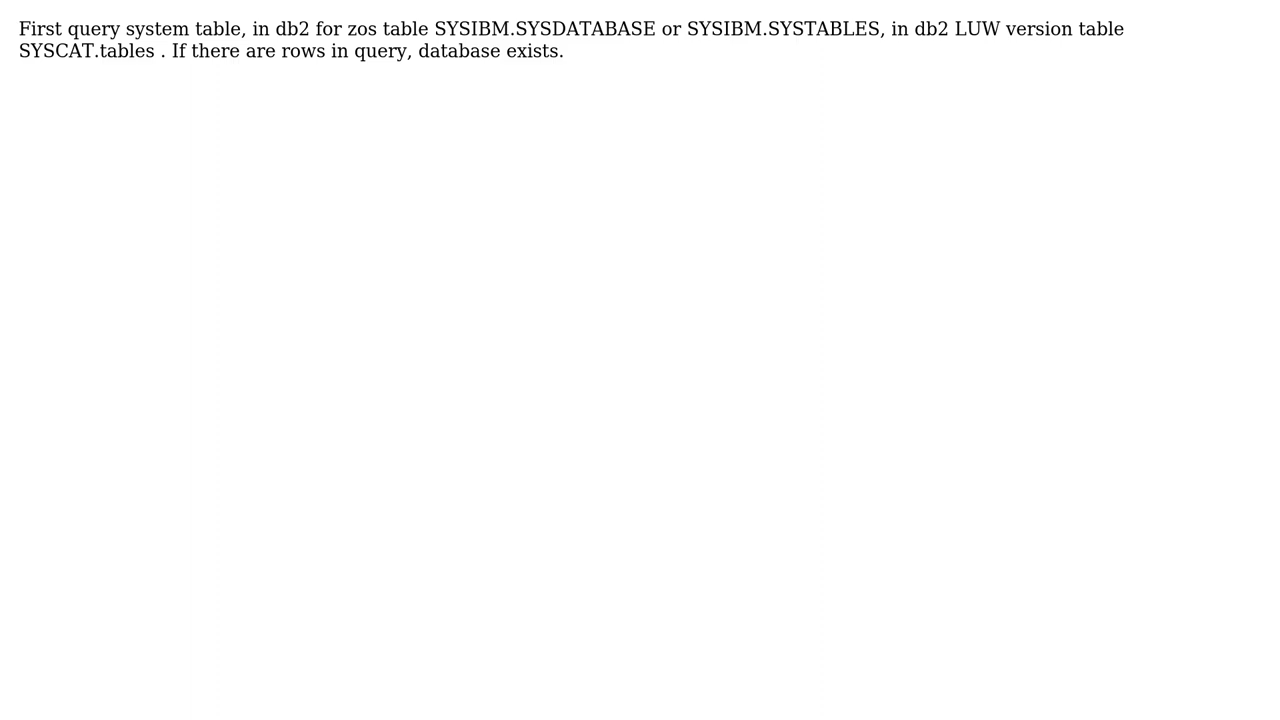 First query system table, in db2 for zos table SYSIBM.SYSDATABASE or SYSIBM.SYSTABLES, in db2 LUW version table
SYSCAT.tables . If there are rows in query, database exists.